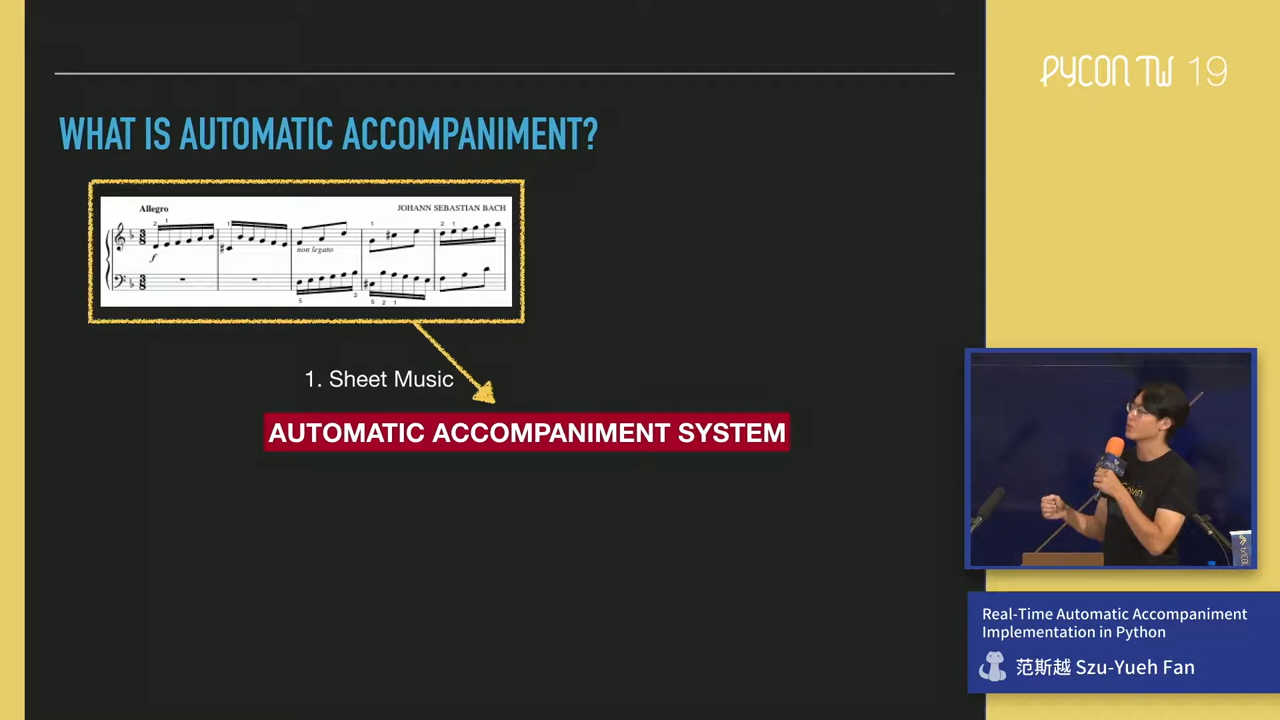 PYCON TW 19
WHAT IS AUTOMATIC ACCOMPANIMENT?
Allegro
JOHANN SEBASTIAN BACH
non legato
1. Sheet Music
AUTOMATIC ACCOMPANIMENT SYSTEM
Real-Time Automatic Accompaniment
Implementation in Python
范斯越 Szu-Yueh Fan